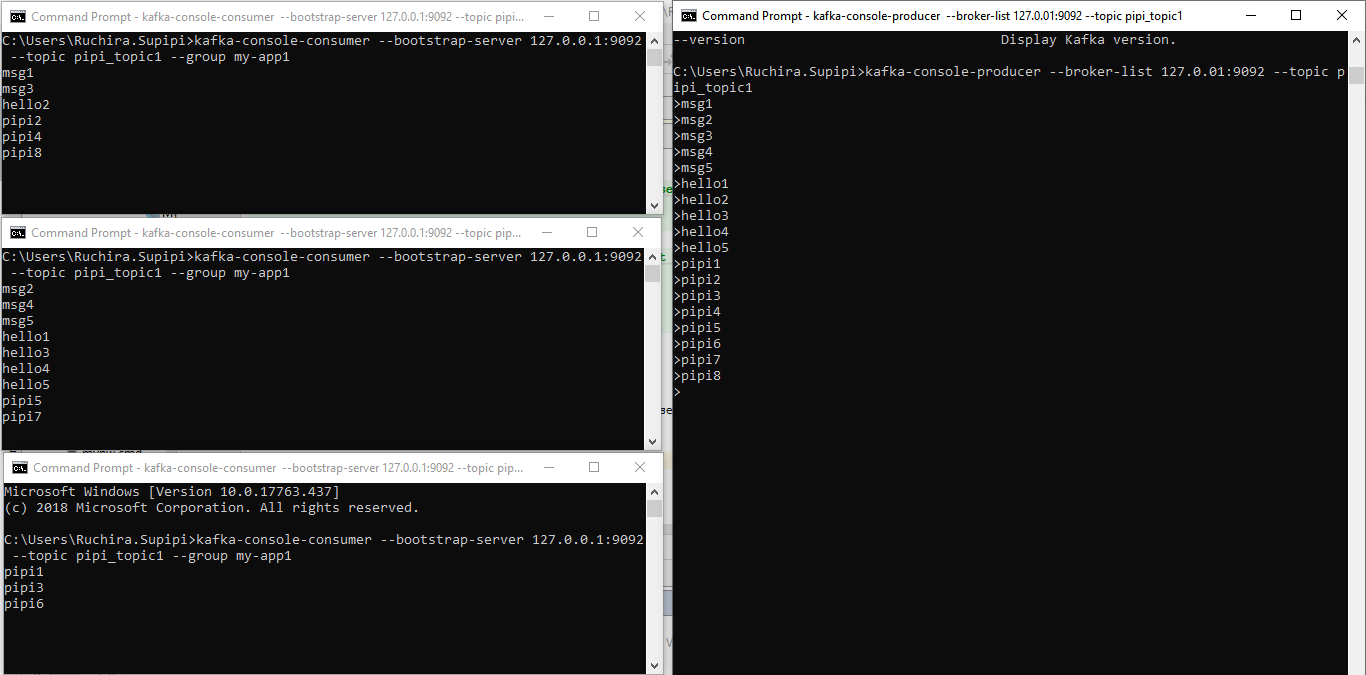 Command Prompt - kafka-console-consumer --bootstrap-server 127.0.0.1:9092 --topic pipi...
C:\Users\Ruchira.Supipi>kafka-console-consumer --bootstrap-server 127.0.0.1:9092
--topic pipi_topic1 --group my-app1
msg1
msg3
hello2
pipi2
pipi4
pipi8
Command Prompt - kafka-console-consumer --bootstrap-server 127.0.0.1:9092 --topic pip...
C:\Users\Ruchira.Supipi>kafka-console-consumer --bootstrap-server 127.0.0.1:9092
--topic pipi_topic1 --group my-app1
msg2
msg4
msg5
hello1
hello3
hello4
hello5
pipi5
pipi7
Command Prompt - kafka-console-consumer --bootstrap-server 127.0.0.1:9092 --topic pip...
Microsoft Windows [Version 10.0.17763.437]
(c) 2018 Microsoft Corporation. All rights reserved.
C:\Users\Ruchira.Supipi>kafka-console-consumer --bootstrap-server 127.0.0.1:9092
--topic pipi_topic1 --group my-app1
pipi1
pipi3
pipi6
Command Prompt - kafka-console-producer --broker-list 127.0.01:9092 --topic pipi_topic1
--version Display Kafka version.
C:\Users\Ruchira.Supipi>kafka-console-producer --broker-list 127.0.01:9092 --topic p
ipi_topic1
>msg1
>msg2
>msg3
>msg4
>msg5
>hello1
>hello2
>hello3
>hello4
>hello5
>pipi1
>pipi2
>pipi3
>pipi4
>pipi5
>pipi6
>pipi7
>pipi8
>